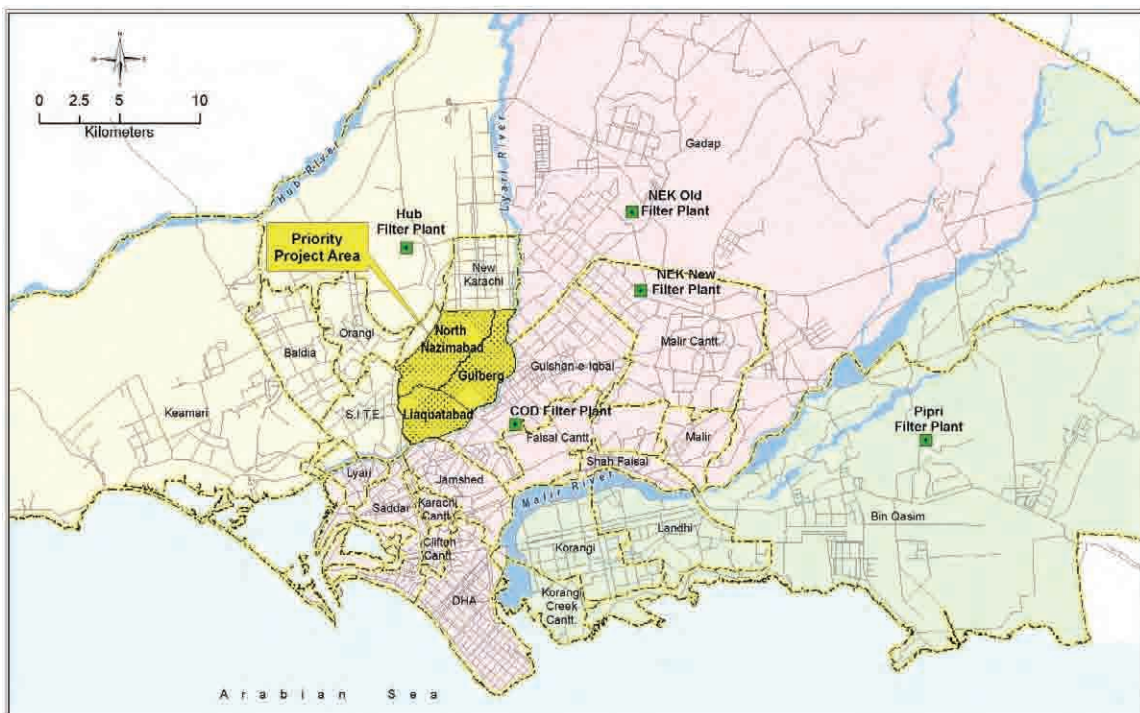 N
W
E
S
0 2.5 5 10
Kilometers
Hub River
Lyari River
Gadap
NEK Old
Filter Plant
Hub
Filter Plant
Priority
Project Area
New
Karachi
NEK New
Filter Plant
North
Nazimabad
Orangi
Baldia
Malir Cantt.
Gulshan-e-Iqbal
Gulberg
Keamari
S.I.T.E.
Liaquatabad
COD Filter Plant
Pipri
Filter Plant
Faisal Cantt.
Malir
Shah Faisal
Lyari
Jamshed
Malir River
Saddar
Karachi
Cantt.
Bin Qasim
Landhi
Clifton
Cantt.
Korangi
DHA
Korangi
Creek
Cantt.
Arabian Sea